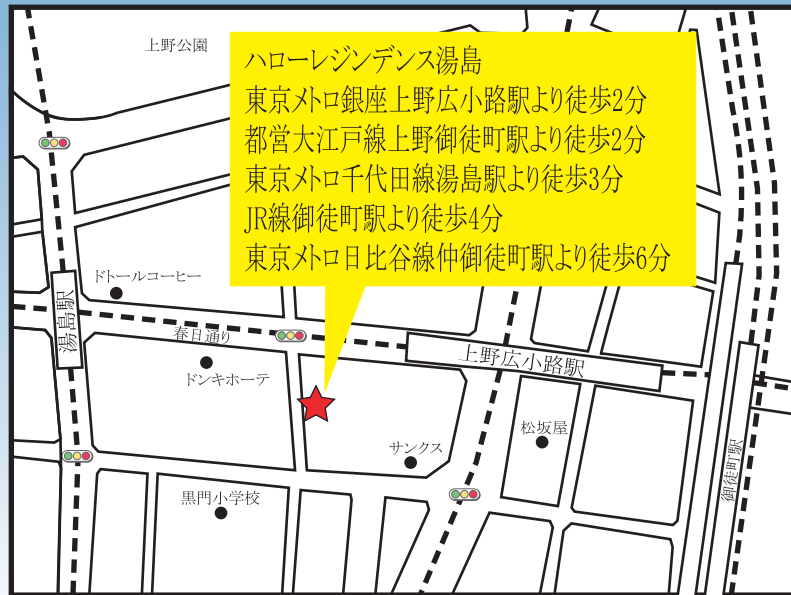 上野公園
ハローレジンデンス湯島
東京メトロ銀座上野広小路駅より徒歩2分
都営大江戸線上野御徒町駅より徒歩2分
東京メトロ千代田線湯島駅より徒歩3分
JR線御徒町駅より徒歩4分
東京メトロ日比谷線仲御徒町駅より徒歩6分
ドトールコーヒー
湯島駅
春日通り
上野広小路駅
ドンキホーテ
松坂屋
サンクス
御徒町駅
黒門小学校